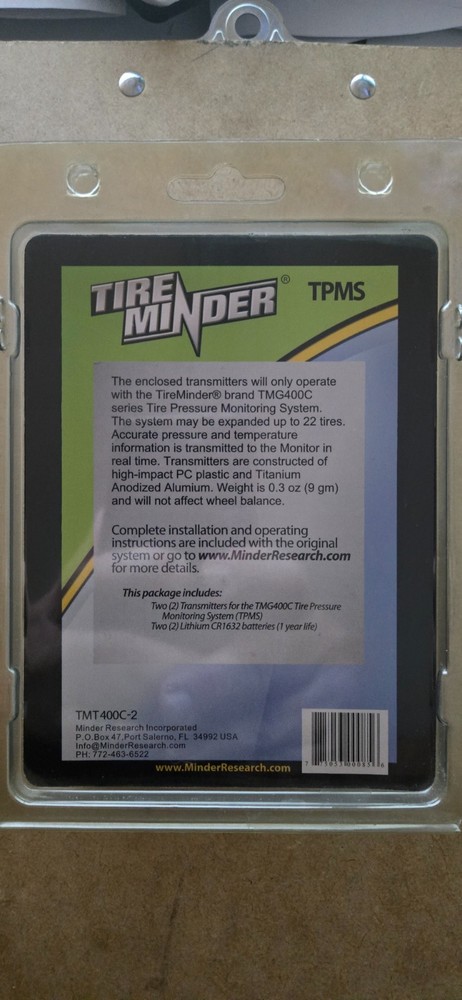 TIRE MINDER® TPMS
The enclosed transmitters will only operate
with the TireMinder® brand TMG400C
series Tire Pressure Monitoring System.
The system may be expanded up to 22 tires.
Accurate pressure and temperature
information is transmitted to the Monitor in
real time. Transmitters are constructed of
high-impact PC plastic and Titanium
Anodized Alumium. Weight is 0.3 oz (9 gm)
and will not affect wheel balance.
Complete installation and operating
instructions are included with the original
system or go to www.MinderResearch.com
for more details.
This package includes:
Two (2) Transmitters for the TMG400C Tire Pressure
Monitoring System (TPMS)
Two (2) Lithium CR1632 batteries (1 year life)
TMT400C-2
Minder Research Incorporated
P.O.Box 47,Port Salerno, FL 34992 USA
Info@MinderResearch.com
PH: 772-463-6522
www.MinderResearch.com